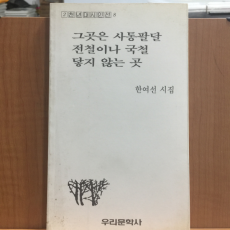 그곳은 사통팔달
전철이나 국철
닿지 않는 곳
한여선 시집
우리문학사